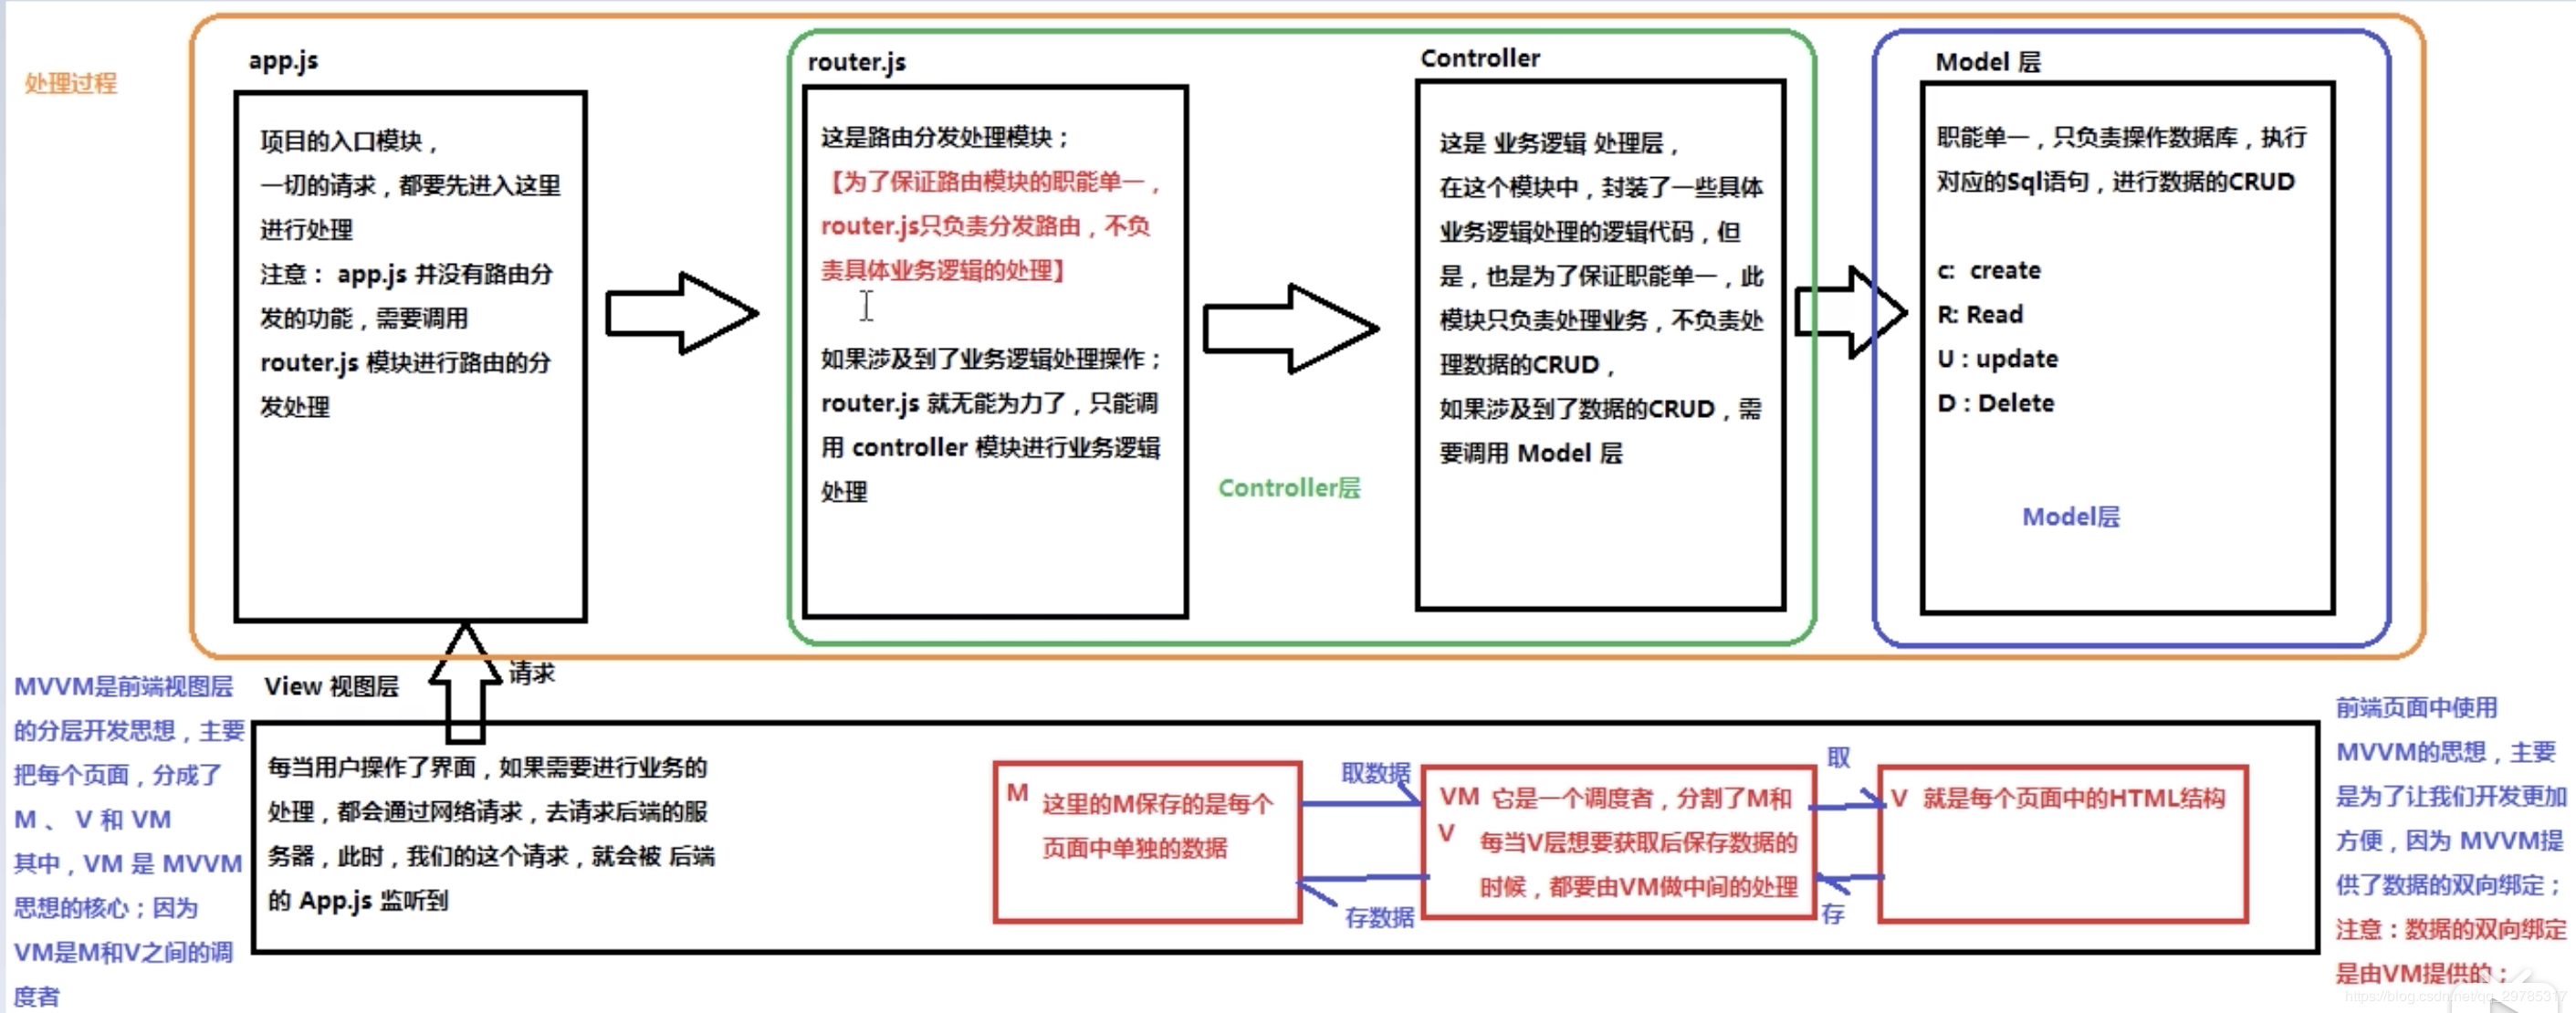 处理过程
app.js
项目的入口模块，
一切的请求，都要先进入这里
进行处理
注意： app.js 并没有路由分
发的功能，需要调用
router.js 模块进行路由的分
发处理
router.js
这是路由分发处理模块；
【为了保证路由模块的职能单一，
router.js只负责分发路由，不负
责具体业务逻辑的处理】
如果涉及到了业务逻辑处理操作；
router.js 就无能为力了，只能调
用 controller 模块进行业务逻辑
处理
Controller层
Controller
这是 业务逻辑 处理层，
在这个模块中，封装了一些具体
业务逻辑处理的逻辑代码，但
是，也是为了保证职能单一，此
模块只负责处理业务，不负责处
理数据的CRUD，
如果涉及到了数据的CRUD，需
要调用 Model 层
Model 层
职能单一，只负责操作数据库，执行
对应的Sql语句，进行数据的CRUD
c: create
R: Read
U : update
D : Delete
Model层
请求
MVVM是前端视图层
的分层开发思想，主要
把每个页面，分成了
M 、 V 和 VM
其中，VM 是 MVVM
思想的核心；因为
VM是M和V之间的调
度者
View 视图层
每当用户操作了界面，如果需要进行业务的
处理，都会通过网络请求，去请求后端的服
务器，此时，我们的这个请求，就会被 后端
的 App.js 监听到
M
这里的M保存的是每个
页面中单独的数据
取数据
存数据
VM 它是一个调度者，分割了M和
V
每当V层想要获取后保存数据的
时候，都要由VM做中间的处理
取
存
V 就是每个页面中的HTML结构
前端页面中使用
MVVM的思想，主要
是为了让我们开发更加
方便，因为 MVVM提
供了数据的双向绑定；
注意：数据的双向绑定
是由VM提供的；
https://blog.csdn.net/qq_29785317